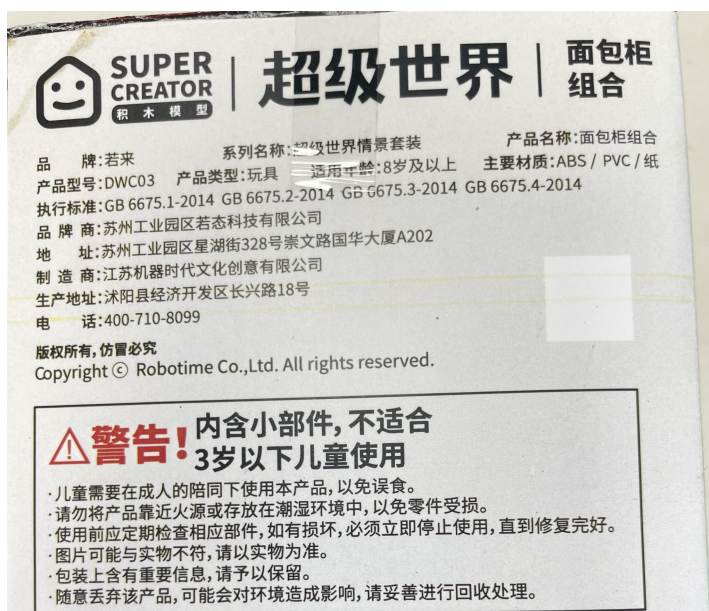 SUPER CREATOR 积木模型 | 超级世界 | 面包柜组合
品牌:若来 系列名称:超级世界情景套装 产品名称:面包柜组合
产品型号:DWC03 产品类型:玩具 适用年龄:8岁及以上 主要材质:ABS / PVC / 纸
执行标准:GB 6675.1-2014 GB 6675.2-2014 GB 6675.3-2014 GB 6675.4-2014
品牌商:苏州工业园区若态科技有限公司
地址:苏州工业园区星湖街328号崇文路国华大厦A202
制造商:江苏机器时代文化创意有限公司
生产地址:沭阳县经济开发区长兴路18号
电话:400-710-8099
版权所有,仿冒必究
Copyright ⓒ Robotime Co.,Ltd. All rights reserved.
警告! 内含小部件,不适合
3岁以下儿童使用
·儿童需要在成人的陪同下使用本产品,以免误食。
·请勿将产品靠近火源或存放在潮湿环境中,以免零件受损。
·使用前应定期检查相应部件,如有损坏,必须立即停止使用,直到修复完好。
·图片可能与实物不符,请以实物为准。
·包装上含有重要信息,请予以保留。
·随意丢弃该产品,可能会对环境造成影响,请妥善进行回收处理。